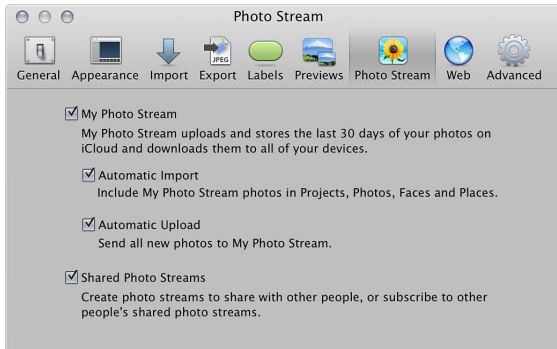 Photo Stream
JPEG
General Appearance Import Export Labels Previews Photo Stream Web Advanced
My Photo Stream
My Photo Stream uploads and stores the last 30 days of your photos on
iCloud and downloads them to all of your devices.
Automatic Import
Include My Photo Stream photos in Projects, Photos, Faces and Places.
Automatic Upload
Send all new photos to My Photo Stream.
Shared Photo Streams
Create photo streams to share with other people, or subscribe to other
people's shared photo streams.